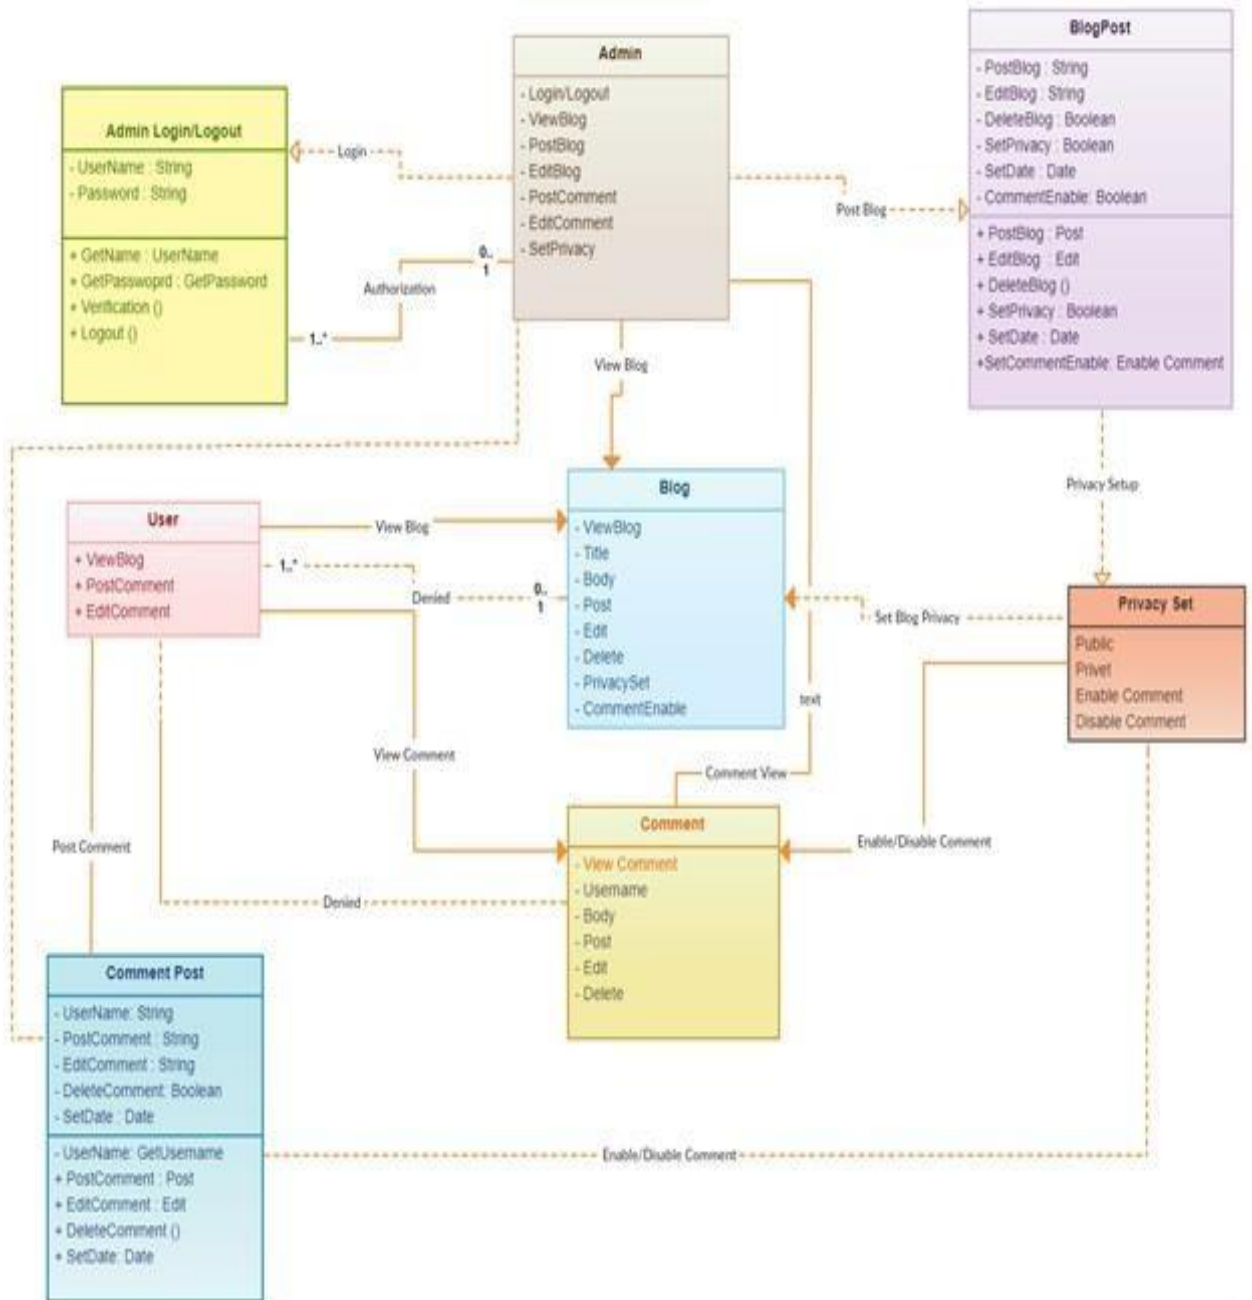 Admin
- Login/Logout
- ViewBlog
- PostBlog
- EditBlog
- PostComment
- EditComment
- SetPrivacy
BlogPost
- PostBlog : String
- EditBlog : String
- DeleteBlog : Boolean
- SetPrivacy : Boolean
- SetDate : Date
- CommentEnable: Boolean
+ PostBlog : Post
+ EditBlog : Edit
+ DeleteBlog ()
+ SetPrivacy : Boolean
+ SetDate : Date
+SetCommentEnable: Enable Comment
Admin Login/Logout
- UserName : String
- Password : String
+ GetName : UserName
+ GetPasswoprd : GetPassword
+ Verification ()
+ Logout ()
Login
Post Blog
0..
1
Authorization
1..*
View Blog
Privacy Setup
Blog
- ViewBlog
- Title
- Body
- Post
- Edit
- Delete
- PrivacySet
- CommentEnable
User
+ ViewBlog
+ PostComment
+ EditComment
View Blog
1..*
Denied
0..
1
Set Blog Privacy
Privacy Set
Public
Privet
Enable Comment
Disable Comment
text
View Comment
Comment View
Post Comment
Enable/Disable Comment
Comment
- View Comment
- Username
- Body
- Post
- Edit
- Delete
Denied
Comment Post
- UserName: String
- PostComment : String
- EditComment : String
- DeleteComment: Boolean
- SetDate : Date
- UserName: GetUsername
+ PostComment : Post
+ EditComment : Edit
+ DeleteComment ()
+ SetDate: Date
Enable/Disable Comment